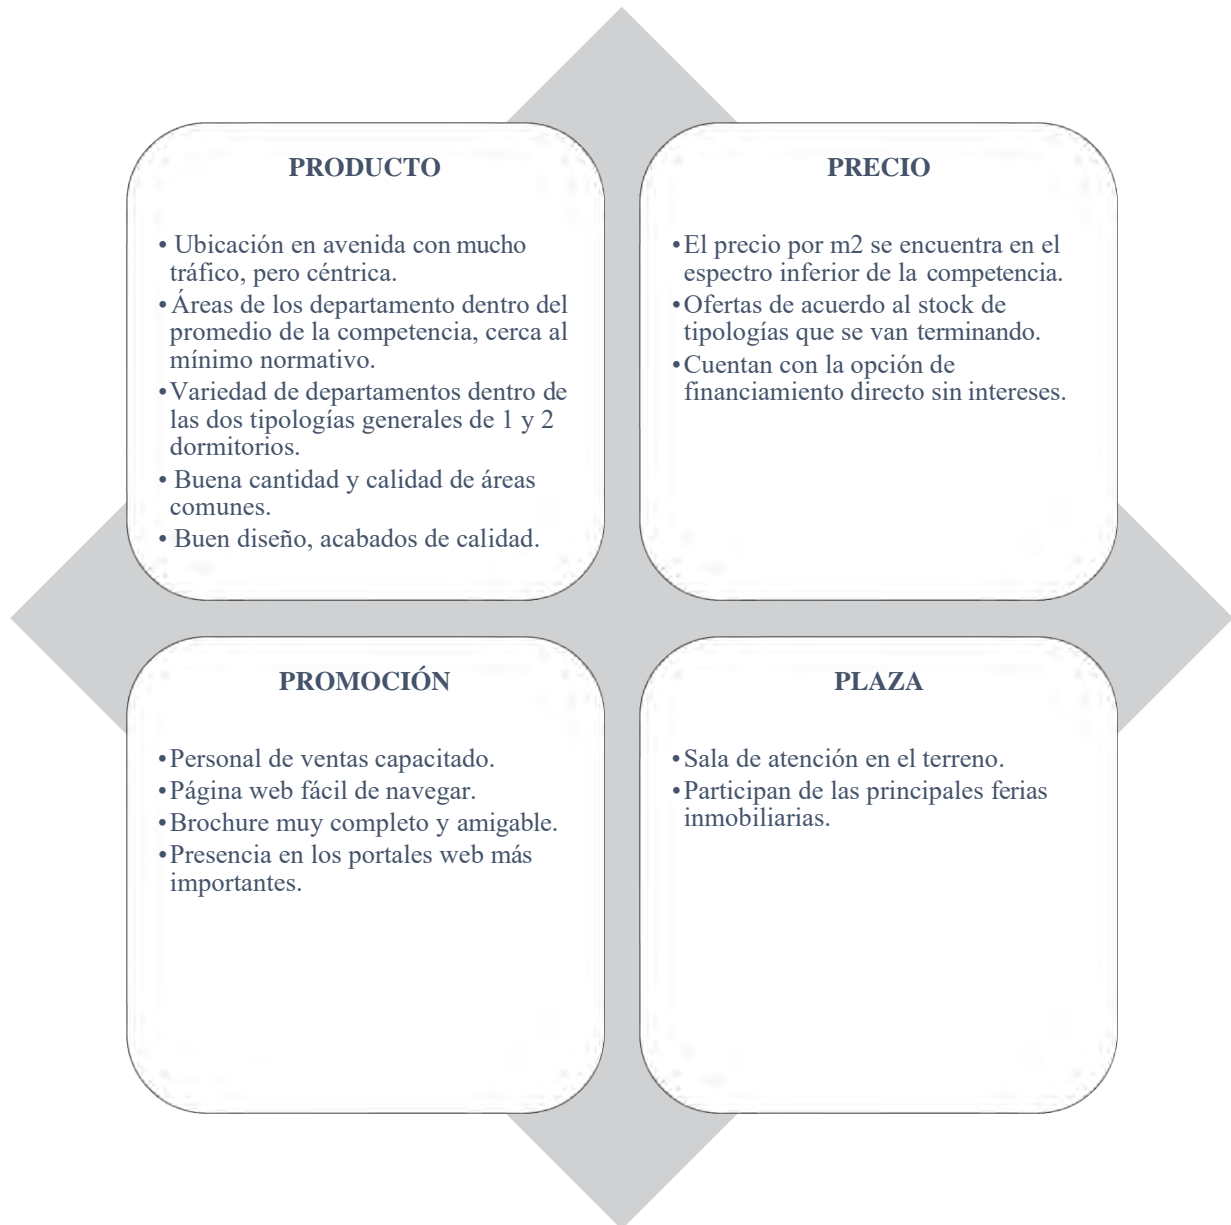 PRODUCTO
• Ubicación en avenida con mucho
tráfico, pero céntrica.
• Áreas de los departamento dentro del
promedio de la competencia, cerca al
mínimo normativo.
• Variedad de departamentos dentro de
las dos tipologías generales de 1 y 2
dormitorios.
• Buena cantidad y calidad de áreas
comunes.
• Buen diseño, acabados de calidad.
PRECIO
• El precio por m2 se encuentra en el
espectro inferior de la competencia.
• Ofertas de acuerdo al stock de
tipologías que se van terminando.
• Cuentan con la opción de
financiamiento directo sin intereses.
PROMOCIÓN
• Personal de ventas capacitado.
• Página web fácil de navegar.
• Brochure muy completo y amigable.
• Presencia en los portales web más
importantes.
PLAZA
• Sala de atención en el terreno.
• Participan de las principales ferias
inmobiliarias.